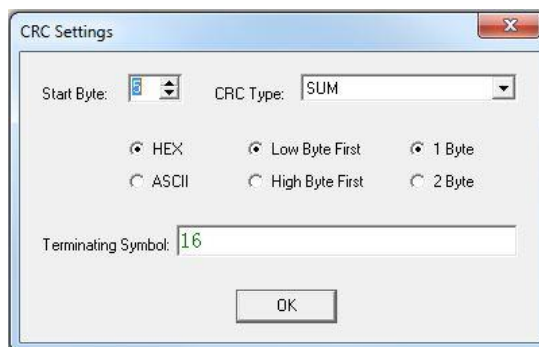 CRC Settings
Start Byte: 5 CRC Type: SUM
HEX Low Byte First 1 Byte
ASCII High Byte First 2 Byte
Terminating Symbol: 16
OK